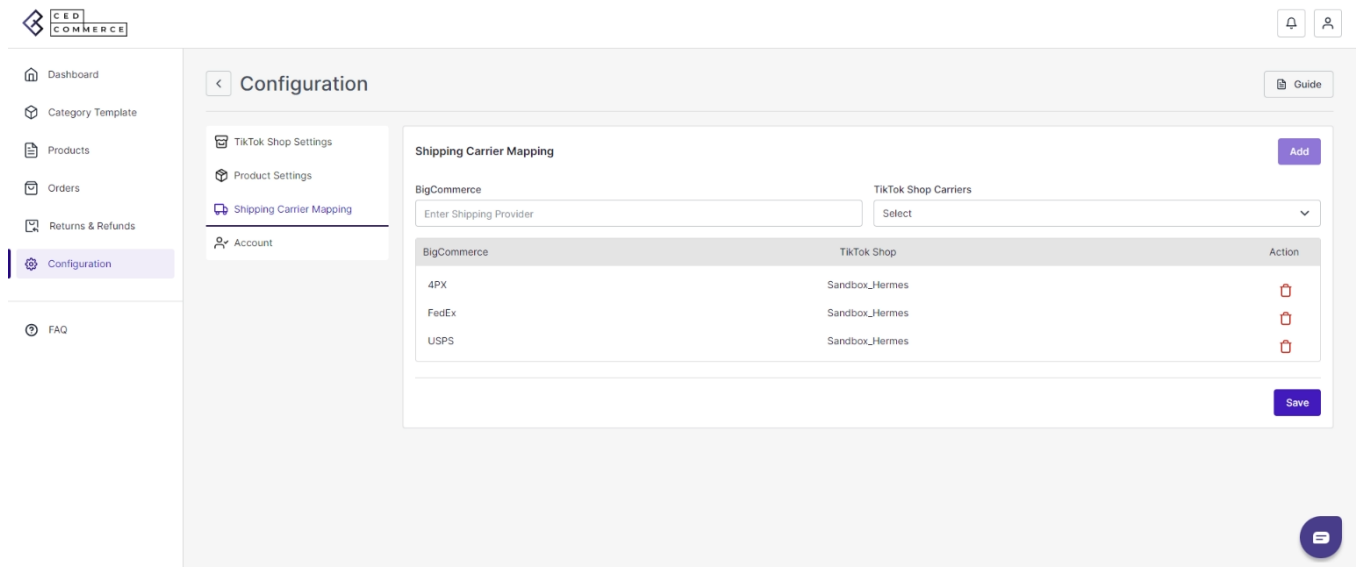 CED
COMMERCE
Dashboard
Category Template
Products
Orders
Returns & Refunds
Configuration
FAQ
Configuration
Guide
TikTok Shop Settings
Product Settings
Shipping Carrier Mapping
Account
Shipping Carrier Mapping
Add
BigCommerce
TikTok Shop Carriers
Enter Shipping Provider
Select
BigCommerce TikTok Shop Action
4PX Sandbox_Hermes
FedEx Sandbox_Hermes
USPS Sandbox_Hermes
Save